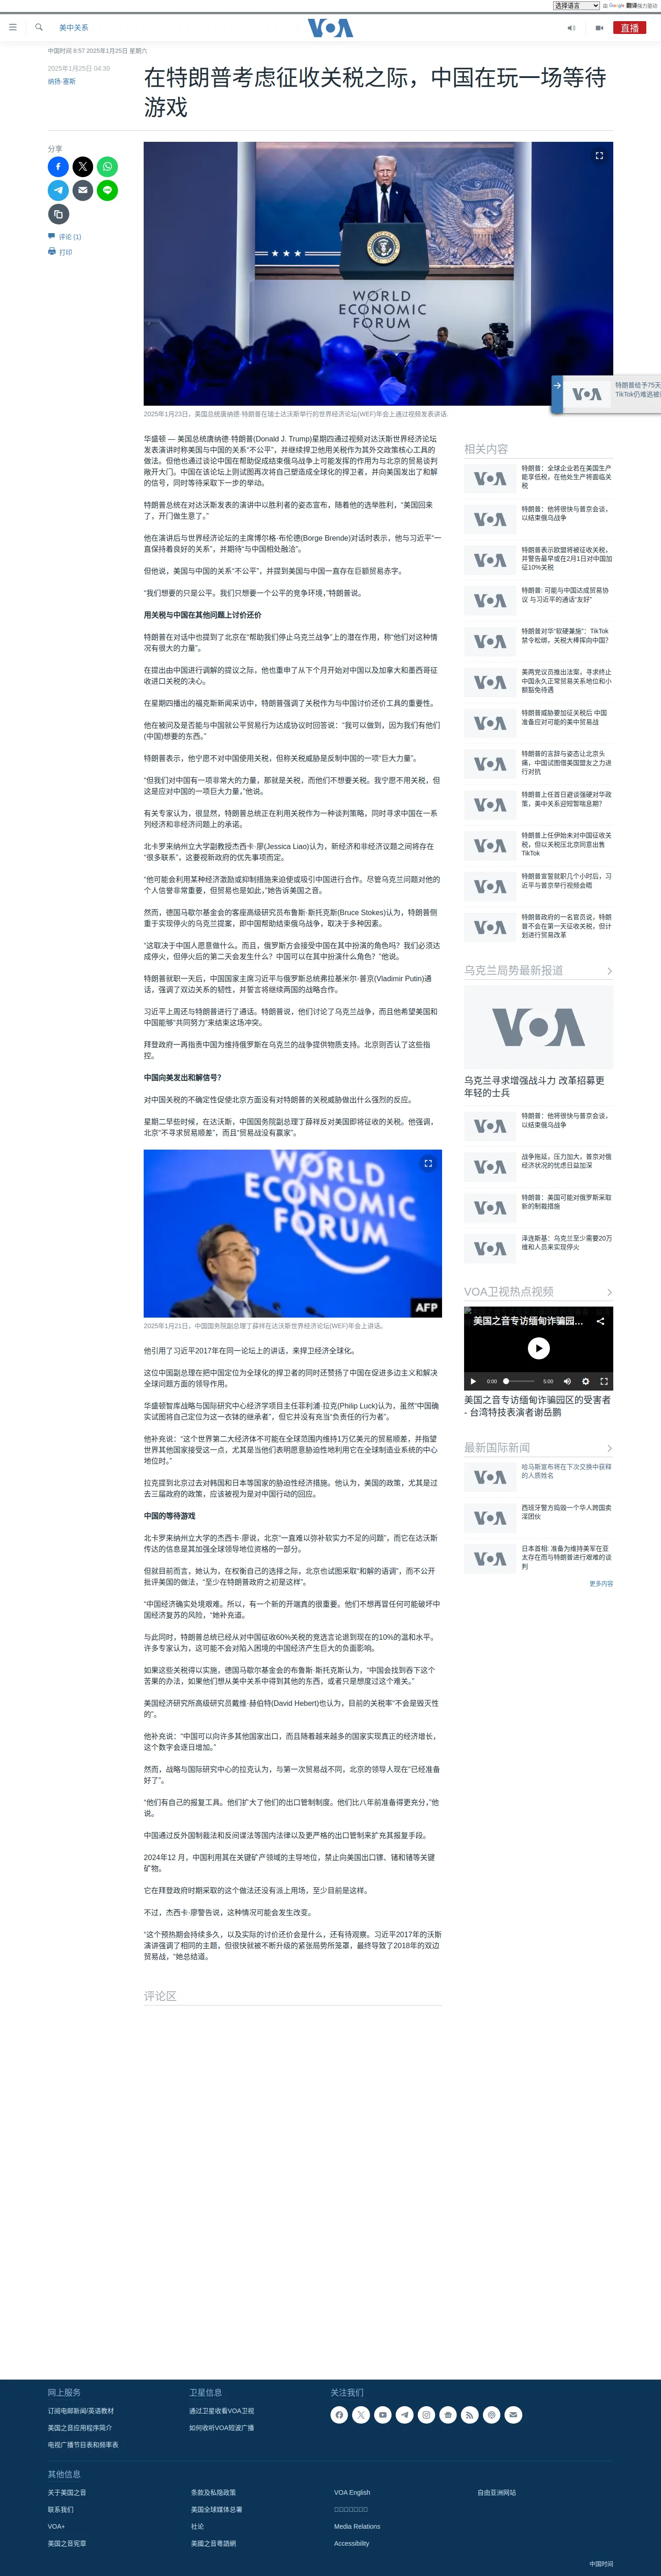 选择语言
由 Google 翻译强力驱动
美中关系
VOA
直播
中国时间 8:57 2025年1月25日 星期六
2025年1月25日 04:30
纳扬·塞斯
在特朗普考虑征收关税之际，中国在玩一场等待
游戏
分享
评论 (1)
打印
WORLD
ECONOMIC
FORUM
2025年1月23日，美国总统唐纳德·特朗普在瑞士达沃斯举行的世界经济论坛(WEF)年会上通过视频发表讲话.
特朗普给予75天
TikTok仍难逃被
华盛顿 — 美国总统唐纳德·特朗普(Donald J. Trump)星期四通过视频对达沃斯世界经济论坛
发表演讲时称美国与中国的关系“不公平”，并继续捍卫他用关税作为其外交政策核心工具的
做法。但他也通过谈论中国在帮助促成结束俄乌战争上可能发挥的作用为与北京的贸易谈判
敞开大门。中国在该论坛上则试图再次将自己塑造成全球化的捍卫者，并向美国发出了和解
的信号，同时等待采取下一步的举动。
特朗普总统在对达沃斯发表的演讲中以胜利者的姿态宣布，随着他的选举胜利，“美国回来
了，开门做生意了。”
他在演讲后与世界经济论坛的主席博尔格·布伦德(Borge Brende)对话时表示，他与习近平“一
直保持着良好的关系”，并期待“与中国相处融洽”。
但他说，美国与中国的关系“不公平”，并提到美国与中国一直存在巨额贸易赤字。
“我们想要的只是公平。我们只想要一个公平的竞争环境，”特朗普说。
用关税与中国在其他问题上讨价还价
特朗普在对话中也提到了北京在“帮助我们停止乌克兰战争”上的潜在作用，称“他们对这种情
况有很大的力量”。
在提出由中国进行调解的提议之际，他也重申了从下个月开始对中国以及加拿大和墨西哥征
收进口关税的决心。
在星期四播出的福克斯新闻采访中，特朗普强调了关税作为与中国讨价还价工具的重要性。
他在被问及是否能与中国就公平贸易行为达成协议时回答说：“我可以做到，因为我们有他们
(中国)想要的东西。”
特朗普表示，他宁愿不对中国使用关税，但称关税威胁是反制中国的一项“巨大力量”。
“但我们对中国有一项非常大的力量，那就是关税，而他们不想要关税。我宁愿不用关税，但
这是应对中国的一项巨大力量，”他说。
有关专家认为，很显然，特朗普总统正在利用关税作为一种谈判策略，同时寻求中国在一系
列经济和非经济问题上的承诺。
北卡罗来纳州立大学副教授杰西卡·廖(Jessica Liao)认为，新经济和非经济议题之间将存在
“很多联系”，这要视新政府的优先事项而定。
“他可能会利用某种经济激励或抑制措施来迫使或吸引中国进行合作。尽管乌克兰问题对他的
个人信誉非常重要，但贸易也是如此，”她告诉美国之音。
然而，德国马歇尔基金会的客座高级研究员布鲁斯·斯托克斯(Bruce Stokes)认为，特朗普侧
重于实现停火的乌克兰提案，即中国帮助结束俄乌战争，取决于多种因素。
“这取决于中国人愿意做什么。而且，俄罗斯方会接受中国在其中扮演的角色吗？我们必须达
成停火，但停火后的第二天会发生什么？中国可以在其中扮演什么角色？”他说。
特朗普就职一天后，中国国家主席习近平与俄罗斯总统弗拉基米尔·普京(Vladimir Putin)通
话，强调了双边关系的韧性，并誓言将继续两国的战略合作。
习近平上周还与特朗普进行了通话。特朗普说，他们讨论了乌克兰战争，而且他希望美国和
中国能够“共同努力”来结束这场冲突。
拜登政府一再指责中国为维持俄罗斯在乌克兰的战争提供物质支持。北京则否认了这些指
控。
中国向美发出和解信号?
对中国关税的不确定性促使北京方面没有对特朗普的关税威胁做出什么强烈的反应。
星期二早些时候，在达沃斯，中国国务院副总理丁薛祥反对美国即将征收的关税。他强调，
北京“不寻求贸易顺差”，而且“贸易战没有赢家”。
WORLD
ECONOMIC
FORUM
AFP
2025年1月21日，中国国务院副总理丁薛祥在达沃斯世界经济论坛(WEF)年会上讲话。
他引用了习近平2017年在同一论坛上的讲话，来捍卫经济全球化。
这位中国副总理在把中国定位为全球化的捍卫者的同时还赞扬了中国在促进多边主义和解决
全球问题方面的领导作用。
华盛顿智库战略与国际研究中心经济学项目主任菲利浦·拉克(Philip Luck)认为，虽然“中国确
实试图将自己定位为这一衣钵的继承者”，但它并没有充当“负责任的行为者”。
他补充说：“这个世界第二大经济体不可能在全球范围内维持1万亿美元的贸易顺差，并指望
世界其他国家接受这一点，尤其是当他们表明愿意胁迫性地利用它在全球制造业系统的中心
地位时。”
拉克提到北京过去对韩国和日本等国家的胁迫性经济措施。他认为，美国的政策，尤其是过
去三届政府的政策，应该被视为是对中国行动的回应。
中国的等待游戏
北卡罗来纳州立大学的杰西卡·廖说，北京“一直难以弥补软实力不足的问题”，而它在达沃斯
传达的信息是其加强全球领导地位资格的一部分。
但就目前而言，她认为，在权衡自己的选择之际，北京也试图采取“和解的语调”，而不公开
批评美国的做法，“至少在特朗普政府之初是这样”。
“中国经济确实处境艰难。所以，有一个新的开端真的很重要。他们不想再冒任何可能破坏中
国经济复苏的风险，”她补充道。
与此同时，特朗普总统已经从对中国征收60%关税的竞选言论退到现在的10%的温和水平。
许多专家认为，这可能不会对陷入困境的中国经济产生巨大的负面影响。
如果这些关税得以实施，德国马歇尔基金会的布鲁斯·斯托克斯认为，“中国会找到吞下这个
苦果的办法，如果他们想从美中关系中得到其他的东西，或者只是想度过这个难关。”
美国经济研究所高级研究员戴维·赫伯特(David Hebert)也认为，目前的关税率“不会是毁灭性
的”。
他补充说：“中国可以向许多其他国家出口，而且随着越来越多的国家实现真正的经济增长，
这个数字会逐日增加。”
然而，战略与国际研究中心的拉克认为，与第一次贸易战不同，北京的领导人现在“已经准备
好了”。
“他们有自己的报复工具。他们扩大了他们的出口管制制度。他们比八年前准备得更充分，”他
说。
中国通过反外国制裁法和反间谍法等国内法律以及更严格的出口管制来扩充其报复手段。
2024年12 月，中国利用其在关键矿产领域的主导地位，禁止向美国出口镓、锗和锗等关键
矿物。
它在拜登政府时期采取的这个做法还没有派上用场，至少目前是这样。
不过，杰西卡·廖警告说，这种情况可能会发生改变。
“这个预期期会持续多久，以及实际的讨价还价会是什么，还有待观察。习近平2017年的沃斯
演讲强调了相同的主题，但很快就被不断升级的紧张局势所笼罩，最终导致了2018年的双边
贸易战，”她总结道。
评论区
相关内容
特朗普：全球企业若在美国生产
能享低税，在他处生产将面临关
税
特朗普：他将很快与普京会谈，
以结束俄乌战争
特朗普表示欧盟将被征收关税，
并警告最早或在2月1日对中国加
征10%关税
特朗普: 可能与中国达成贸易协
议 与习近平的通话“友好”
特朗普对华“软硬兼施”：TikTok
禁令松绑，关税大棒挥向中国？
美两党议员推出法案，寻求终止
中国永久正常贸易关系地位和小
额豁免待遇
特朗普威胁要加征关税后 中国
准备应对可能的美中贸易战
特朗普的言辞与姿态让北京头
痛，中国试图借美国盟友之力进
行对抗
特朗普上任首日避谈强硬对华政
策，美中关系迎短暂喘息期？
特朗普上任伊始未对中国征收关
税，但以关税压北京同意出售
TikTok
特朗普宣誓就职几个小时后，习
近平与普京举行视频会晤
特朗普政府的一名官员说，特朗
普不会在第一天征收关税，但计
划进行贸易改革
乌克兰局势最新报道
乌克兰寻求增强战斗力 改革招募更
年轻的士兵
特朗普：他将很快与普京会谈，
以结束俄乌战争
战争拖延，压力加大，普京对俄
经济状况的忧虑日益加深
特朗普：美国可能对俄罗斯采取
新的制裁措施
泽连斯基：乌克兰至少需要20万
维和人员来实现停火
VOA卫视热点视频
美国之音专访缅甸诈骗园…
0:00
5:00
美国之音专访缅甸诈骗园区的受害者
- 台湾特技表演者谢岳鹏
最新国际新闻
哈马斯宣布将在下次交换中获释
的人质姓名
西班牙警方捣毁一个华人跨国卖
淫团伙
日本首相: 准备为维持美军在亚
太存在而与特朗普进行艰难的谈
判
更多内容
网上服务
订阅电邮新闻/英语教材
美国之音应用程序简介
电视广播节目表和频率表
卫星信息
通过卫星收看VOA卫视
如何收听VOA短波广播
关注我们
其他信息
关于美国之音
条款及私隐政策
VOA English
自由亚洲网站
联系我们
美国全球媒体总署
VOA+
社论
Media Relations
美国之音宪章
美國之音粵語網
Accessibility
中国时间